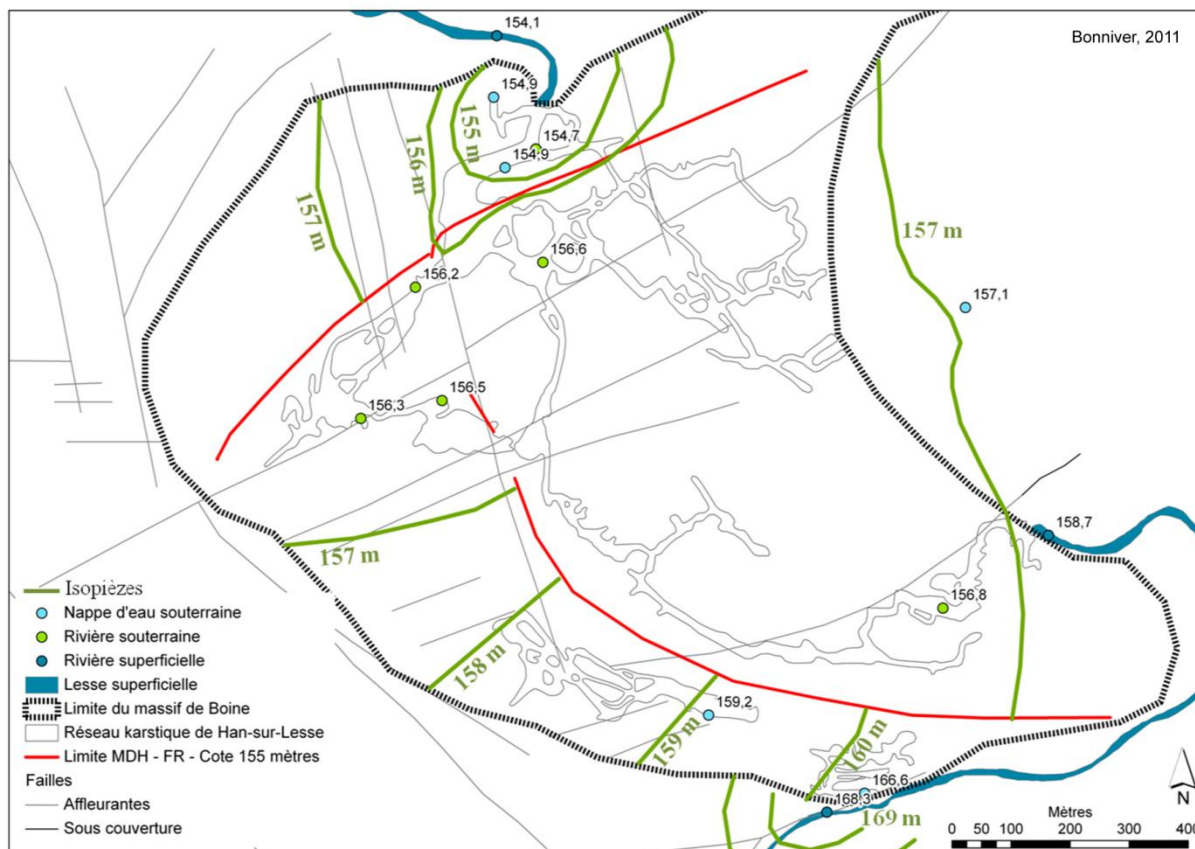 154,1
Bonniver, 2011
154,9
155 m
154,7
156 m
154,9
157 m
157 m
156,6
156,2
157,1
156,5
156,3
158,7
157 m
Isopièzes
Nappe d'eau souterraine
156,8
Rivière souterraine
158 m
Rivière superficielle
Lesse superficielle
159,2
Limite du massif de Boine
159 m
160 m
Réseau karstique de Han-sur-Lesse
Limite MDH - FR - Cote 155 mètres
166,6
Failles
168,3
169 m
Affleurantes
Mètres
N
Sous couverture
0 50 100 200 300 400